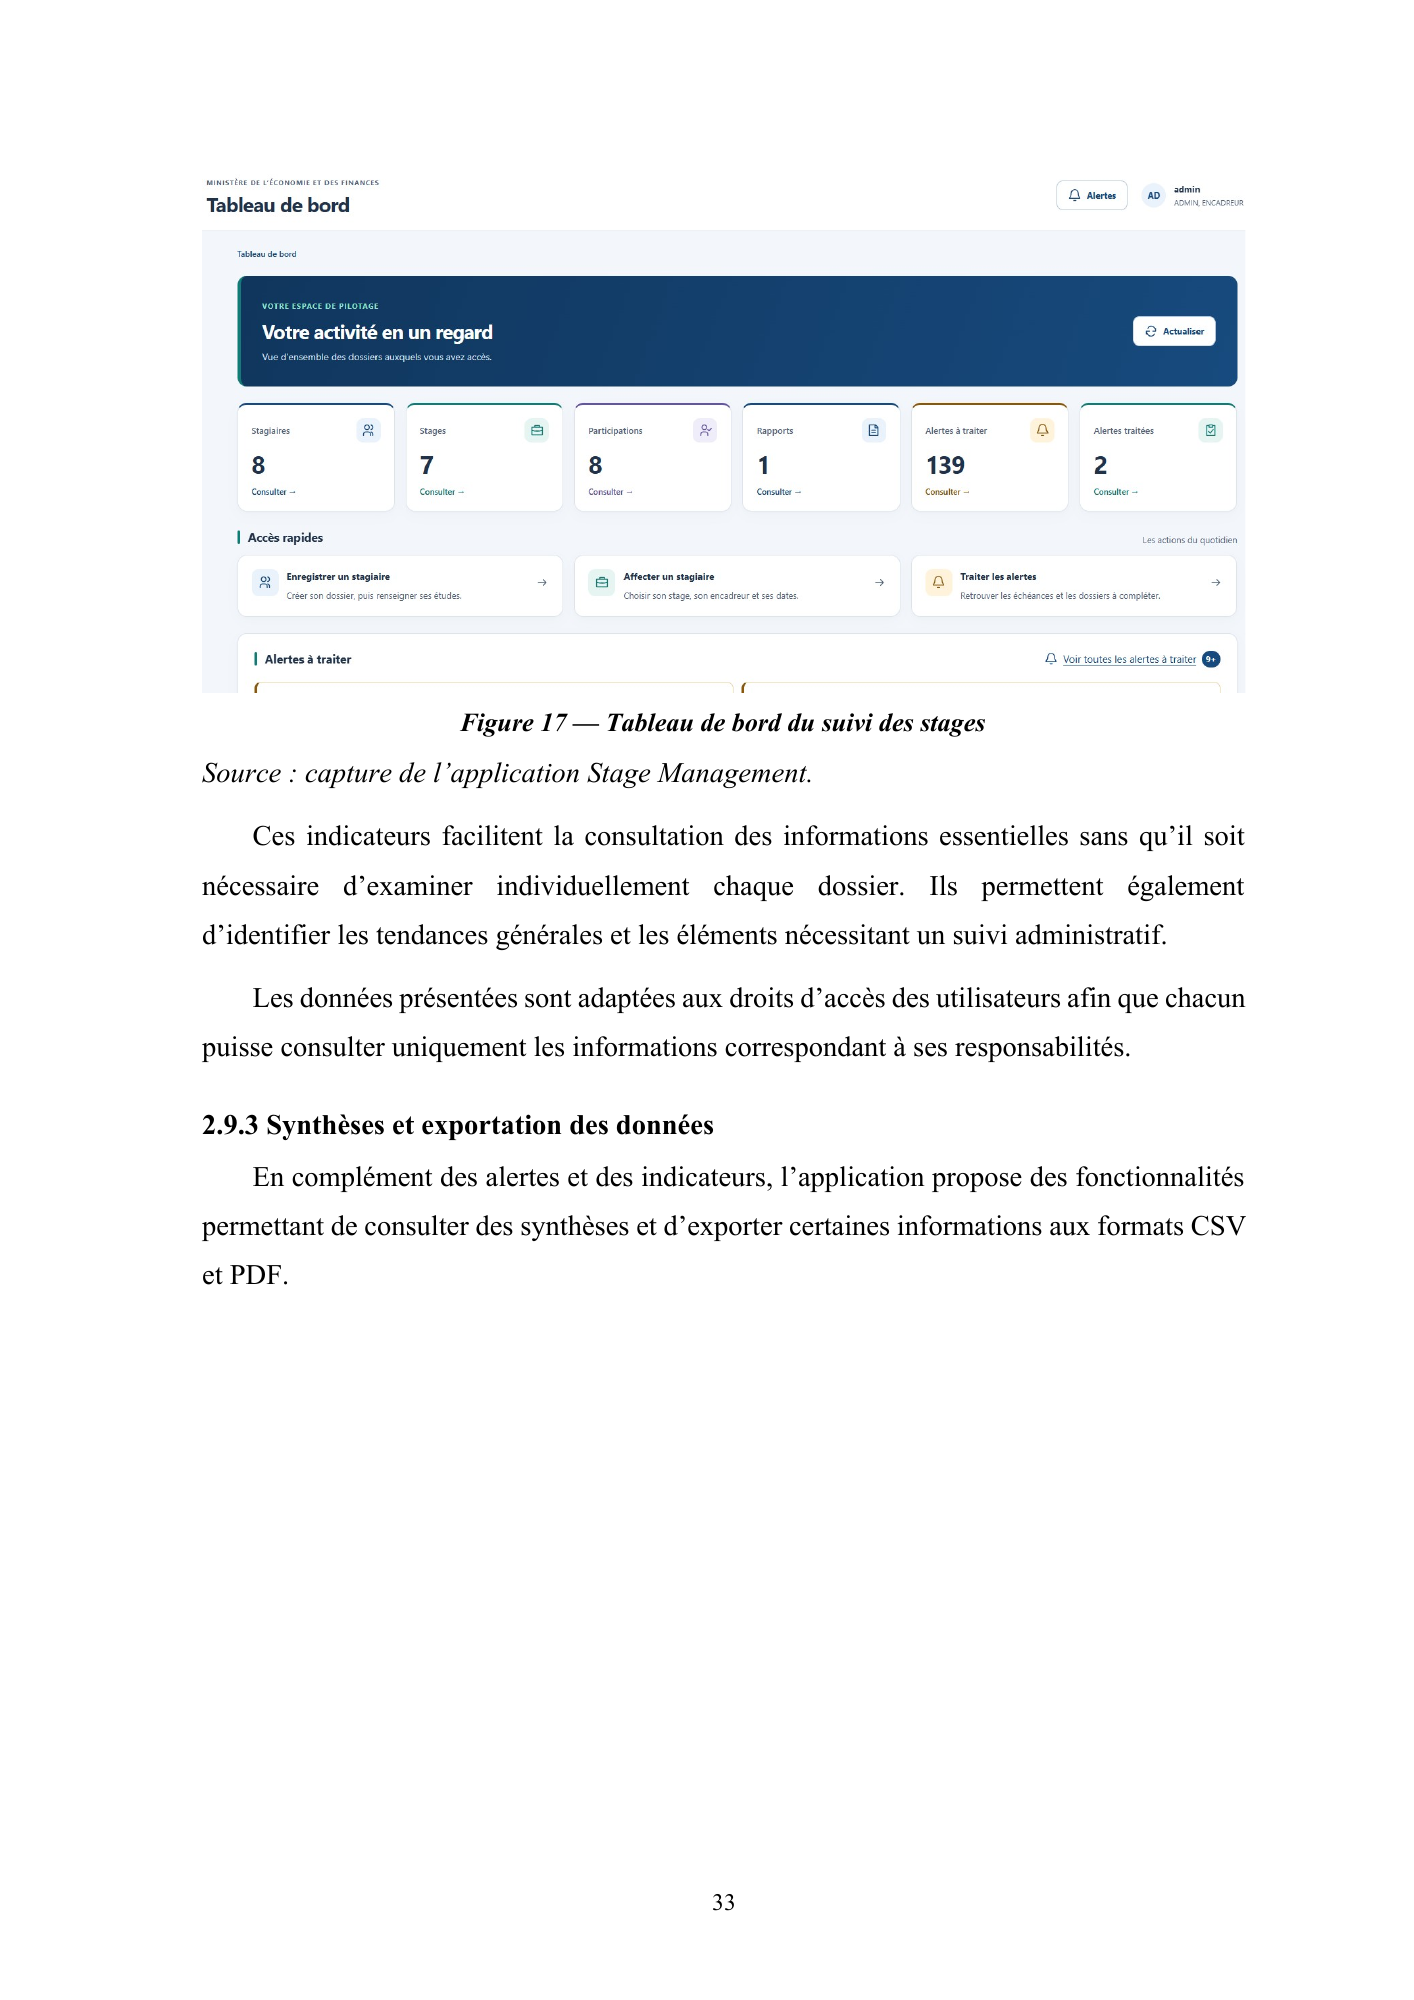 MINISTÈRE DE L'ÉCONOMIE ET DES FINANCES
Tableau de bord
Alertes
AD
admin
ADMIN, ENCADREUR
Tableau de bord
VOTRE ESPACE DE PILOTAGE
Votre activité en un regard
Vue d'ensemble des dossiers auxquels vous avez accès.
Actualiser
Stagiaires
8
Consulter →
Stages
7
Consulter →
Participations
8
Consulter →
Rapports
1
Consulter →
Alertes à traiter
139
Consulter →
Alertes traitées
2
Consulter →
Accès rapides
Les actions du quotidien
Enregistrer un stagiaire
Créer son dossier, puis renseigner ses études.
→
Affecter un stagiaire
Choisir son stage, son encadreur et ses dates.
→
Traiter les alertes
Retrouver les échéances et les dossiers à compléter.
→
Alertes à traiter
Voir toutes les alertes à traiter
9+
Figure 17 — Tableau de bord du suivi des stages
Source : capture de l’application Stage Management.
Ces indicateurs facilitent la consultation des informations essentielles sans qu’il soit
nécessaire d’examiner individuellement chaque dossier. Ils permettent également
d’identifier les tendances générales et les éléments nécessitant un suivi administratif.
Les données présentées sont adaptées aux droits d’accès des utilisateurs afin que chacun
puisse consulter uniquement les informations correspondant à ses responsabilités.
2.9.3 Synthèses et exportation des données
En complément des alertes et des indicateurs, l’application propose des fonctionnalités
permettant de consulter des synthèses et d’exporter certaines informations aux formats CSV
et PDF.
33